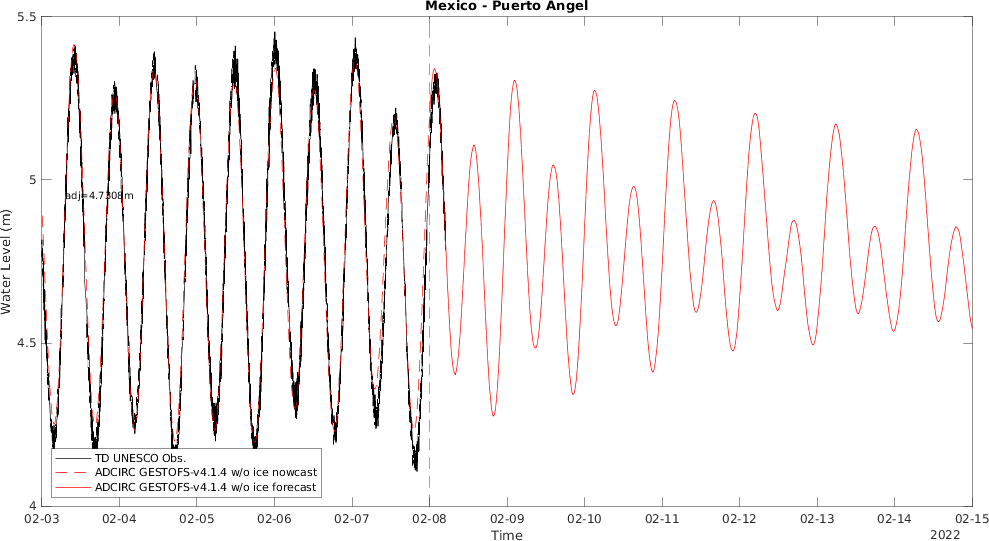 Mexico - Puerto Angel
5.5
5
4.5
4
Water Level (m)
adj=4.7308m
TD UNESCO Obs.
ADCIRC GESTOFS-v4.1.4 w/o ice nowcast
ADCIRC GESTOFS-v4.1.4 w/o ice forecast
02-03 02-04 02-05 02-06 02-07 02-08 02-09 02-10 02-11 02-12 02-13 02-14 02-15
Time
2022